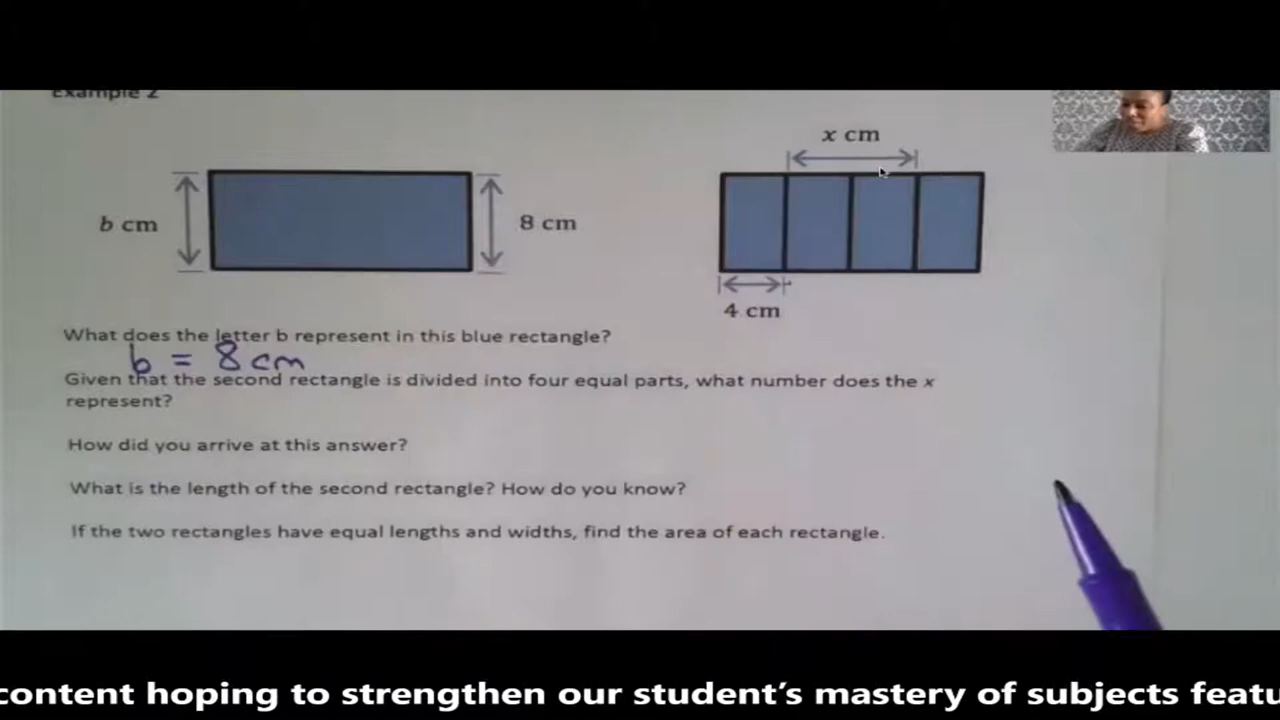 Example 2
x cm
b cm
8 cm
4 cm
What does the letter b represent in this blue rectangle?
b = 8 cm
Given that the second rectangle is divided into four equal parts, what number does the x
represent?
How did you arrive at this answer?
What is the length of the second rectangle? How do you know?
If the two rectangles have equal lengths and widths, find the area of each rectangle.
content hoping to strengthen our student's mastery of subjects featu